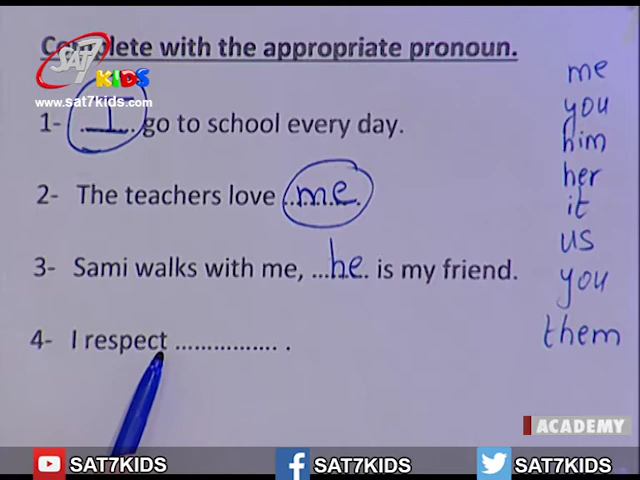 Complete with the appropriate pronoun.
SAT7
KIDS
www.sat7kids.com
1- ..I.. go to school every day.
2- The teachers love ..me...
3- Sami walks with me, ...he.. is my friend.
4- I respect ................ .
me
you
him
her
it
us
you
them
ACADEMY
SAT7KIDS
SAT7KIDS
SAT7KIDS